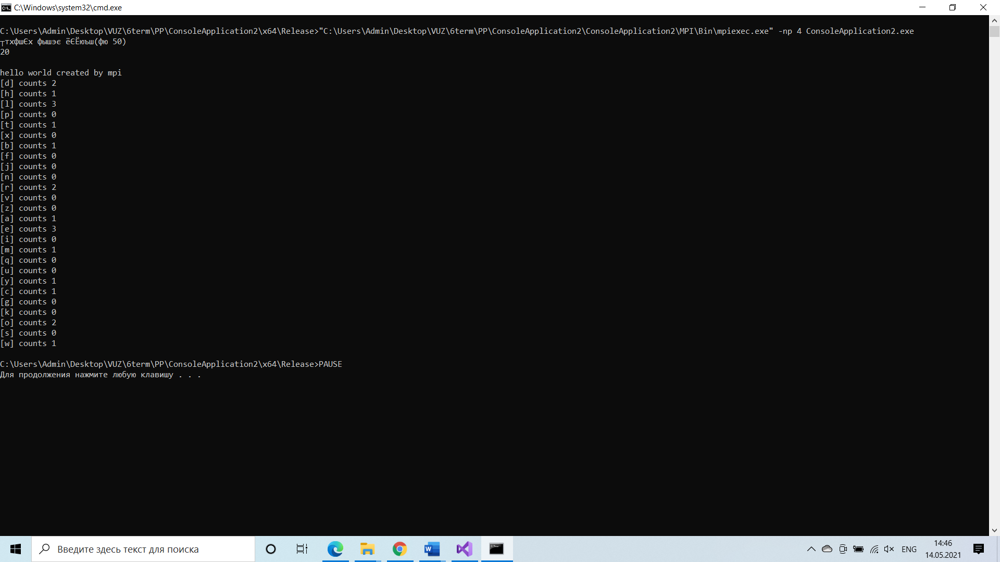 C:\Windows\system32\cmd.exe
C:\Users\Admin\Desktop\VUZ\6term\PP\ConsoleApplication2\x64\Release>"C:\Users\Admin\Desktop\VUZ\6term\PP\ConsoleApplication2\ConsoleApplication2\MPI\Bin\mpiexec.exe" -np 4 ConsoleApplication2.exe
┬тхфшЄх фышэє ёЄЁюъш(фю 50)
20
hello world created by mpi
[d] counts 2
[h] counts 1
[l] counts 3
[p] counts 0
[t] counts 1
[x] counts 0
[b] counts 1
[f] counts 0
[j] counts 0
[n] counts 0
[r] counts 2
[v] counts 0
[z] counts 0
[a] counts 1
[e] counts 3
[i] counts 0
[m] counts 1
[q] counts 0
[u] counts 0
[y] counts 1
[c] counts 1
[g] counts 0
[k] counts 0
[o] counts 2
[s] counts 0
[w] counts 1
C:\Users\Admin\Desktop\VUZ\6term\PP\ConsoleApplication2\x64\Release>PAUSE
Для продолжения нажмите любую клавишу . . .
Введите здесь текст для поиска
ENG
14:46
14.05.2021